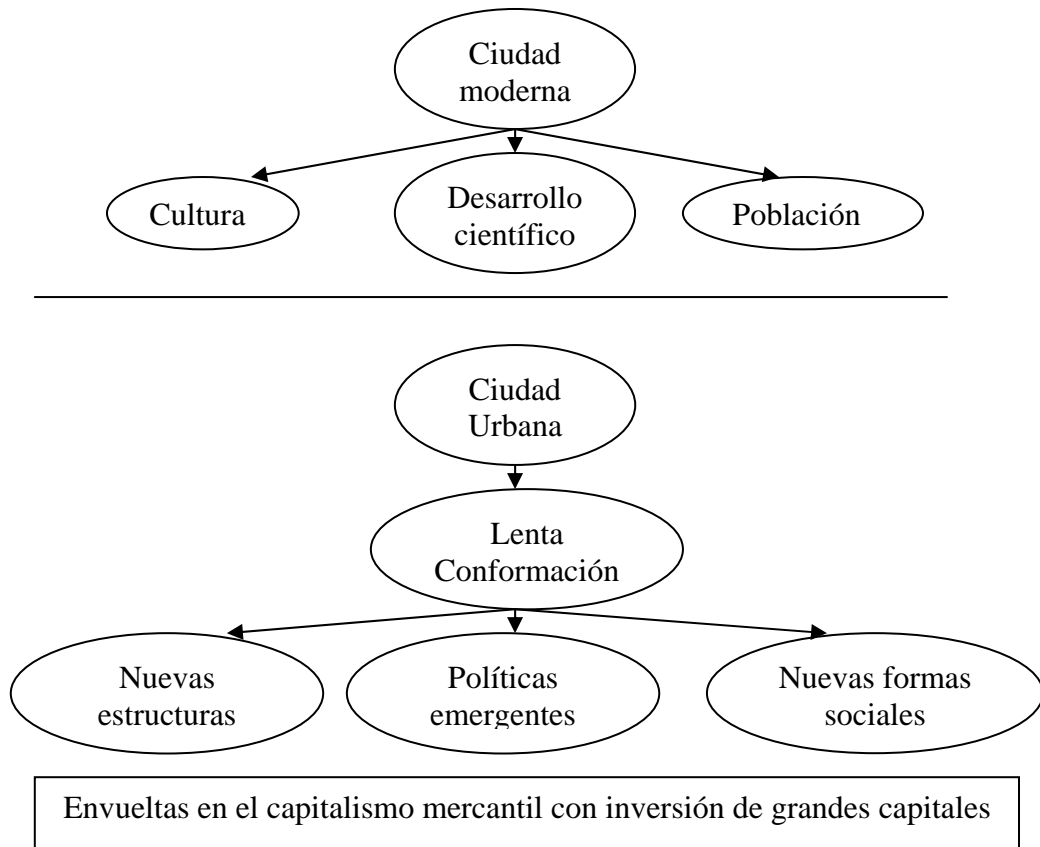 Ciudad
moderna
Cultura
Desarrollo
científico
Población
Ciudad
Urbana
Lenta
Conformación
Nuevas
estructuras
Políticas
emergentes
Nuevas formas
sociales
Envueltas en el capitalismo mercantil con inversión de grandes capitales